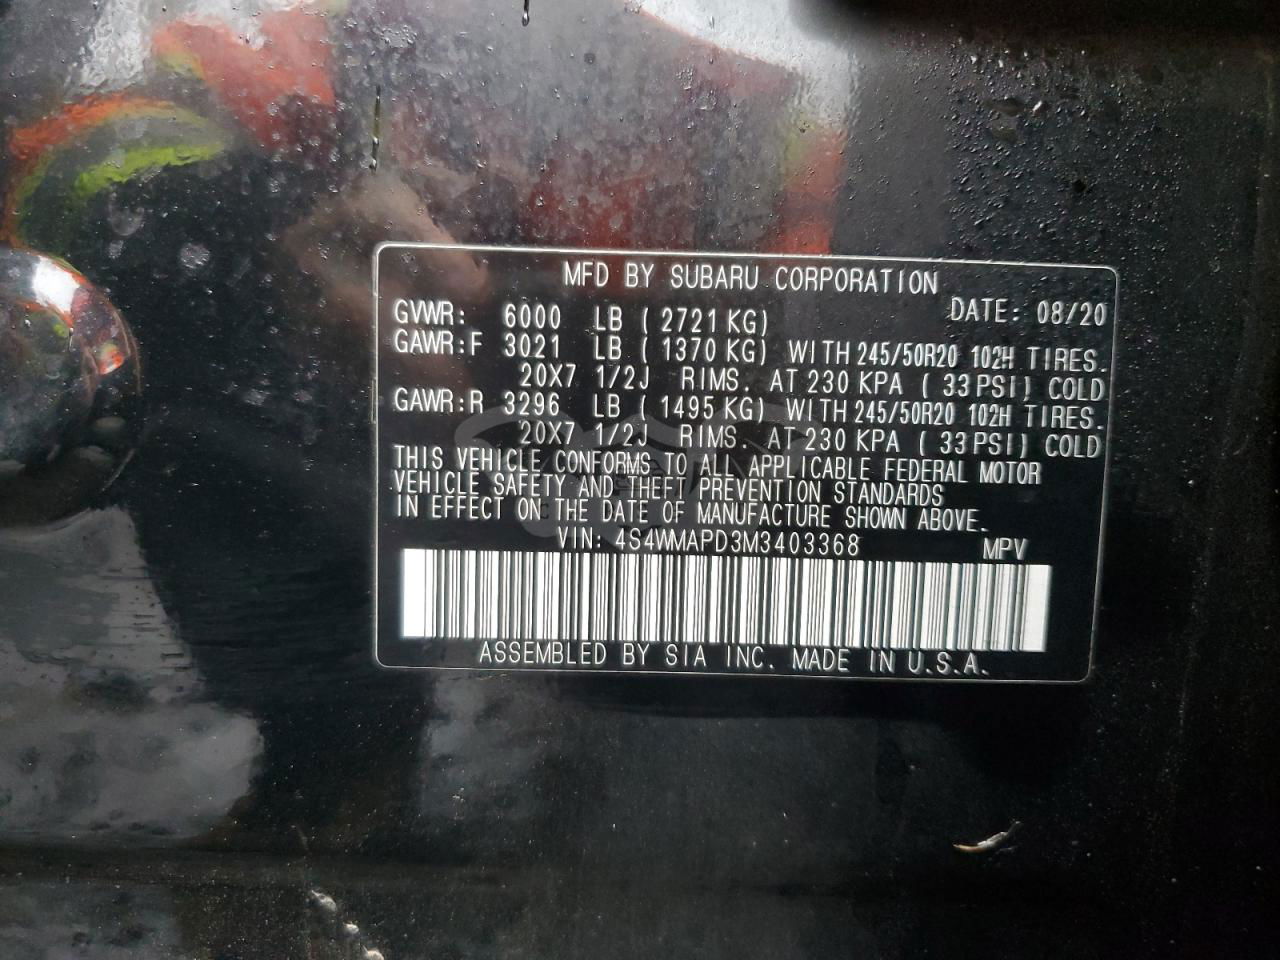 MFD BY SUBARU CORPORATION
GVWR: 6000 LB (2721KG) DATE: 08/20
GAWR:F 3021 LB (1370 KG) WITH 245/50R20 102H TIRES.
20X7 1/2J RIMS. AT 230 KPA (33PSI) COLD
GAWR:R 3296 LB (1495 KG) WITH 245/50R20 102H TIRES.
20X7 1/2J RIMS. AT 230 KPA (33PSI) COLD
THIS VEHICLE CONFORMS TO ALL APPLICABLE FEDERAL MOTOR
VEHICLE SAFETY AND THEFT PREVENTION STANDARDS
IN EFFECT ON THE DATE OF MANUFACTURE SHOWN ABOVE.
VIN: 4S4WMAPD3M3403368 MPV
ASSEMBLED BY SIA INC. MADE IN U.S.A.